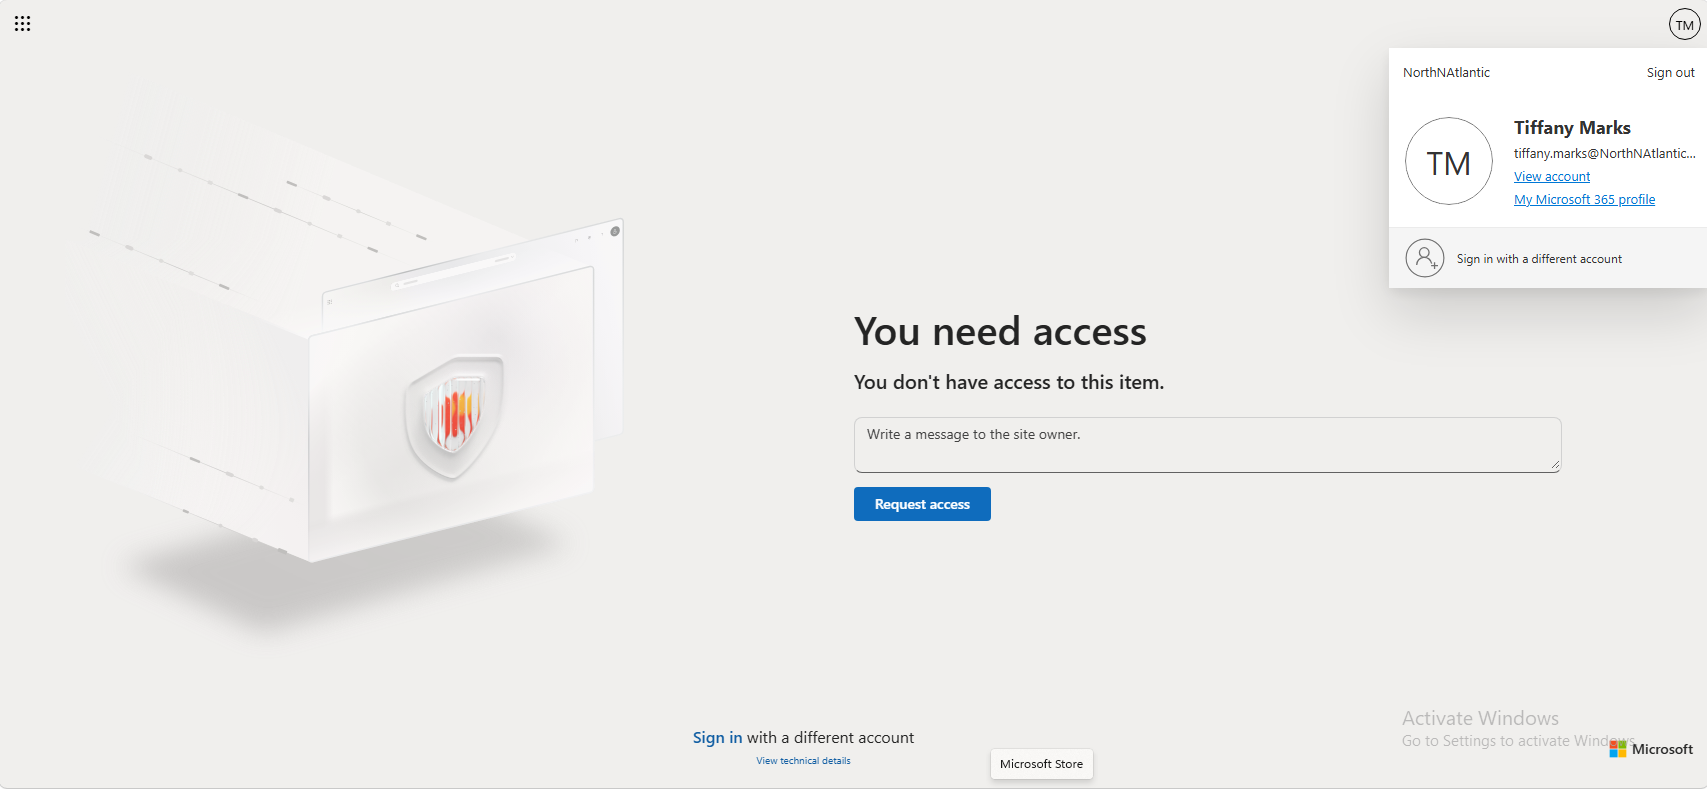 TM
NorthNAtlantic
Sign out
TM
Tiffany Marks
tiffany.marks@NorthNAtlantic...
View account
My Microsoft 365 profile
Sign in with a different account
You need access
You don't have access to this item.
Write a message to the site owner.
Request access
Sign in with a different account
View technical details
Microsoft Store
Activate Windows
Go to Settings to activate Windows.
Microsoft